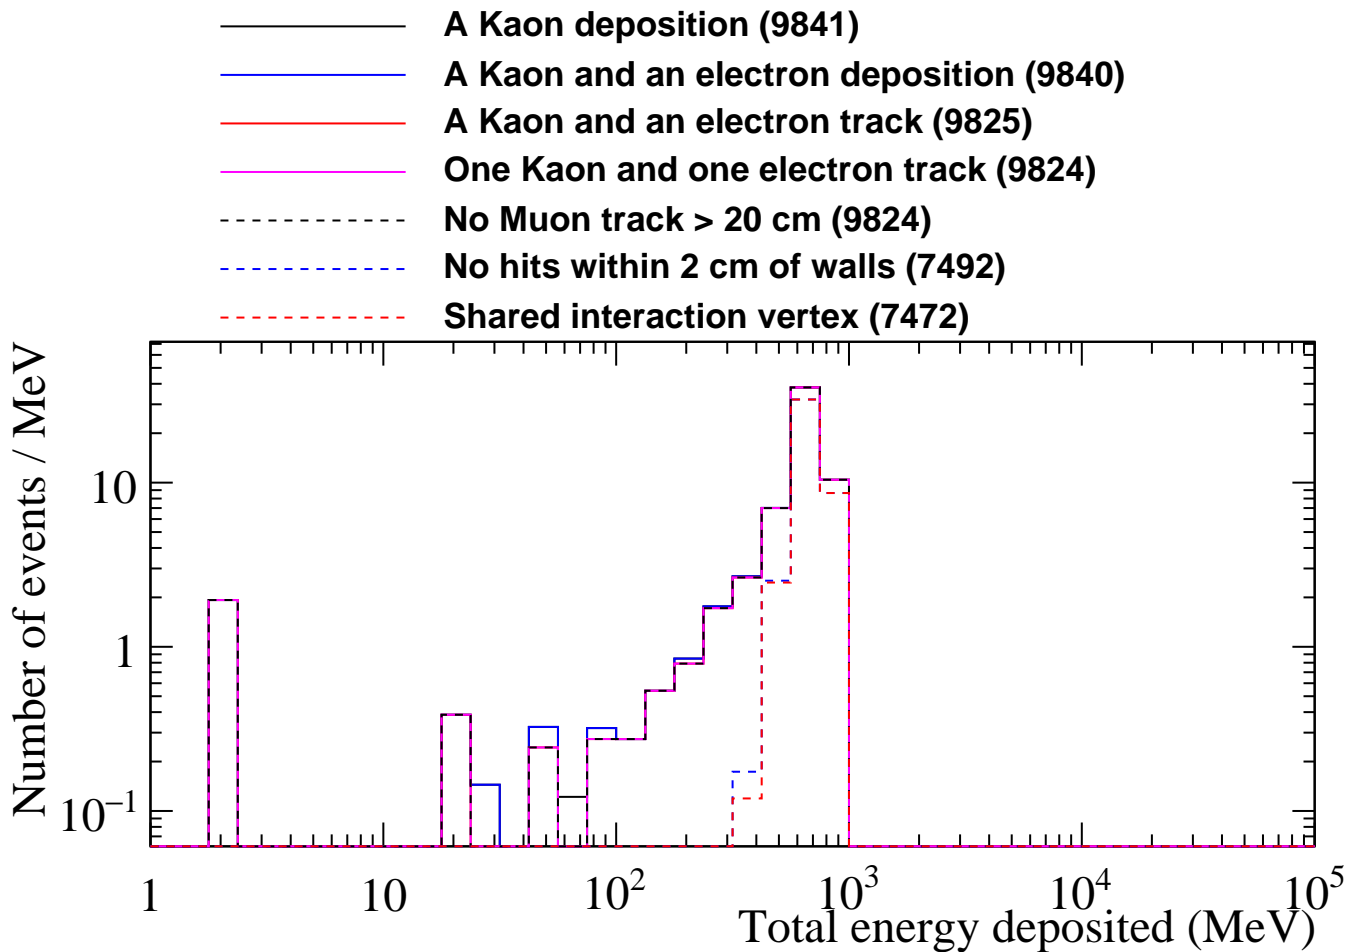 A Kaon deposition (9841)
A Kaon and an electron deposition (9840)
A Kaon and an electron track (9825)
One Kaon and one electron track (9824)
No Muon track > 20 cm (9824)
No hits within 2 cm of walls (7492)
Shared interaction vertex (7472)
Number of events / MeV
10
1
10⁻¹
1 10 10² 10³ 10⁴ 10⁵
Total energy deposited (MeV)